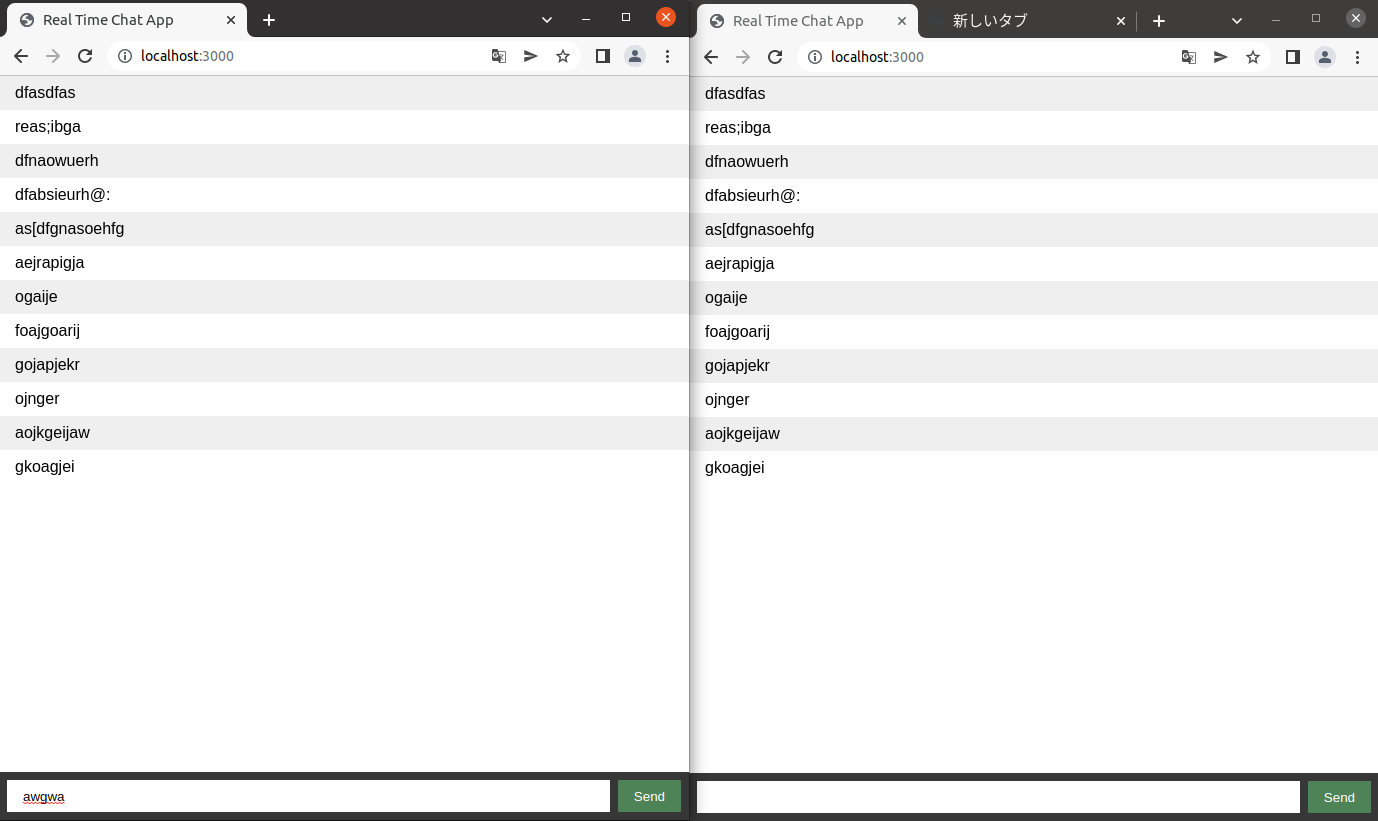 Real Time Chat App
localhost:3000
dfasdfas
reas;ibga
dfnaowuerh
dfabsieurh@:
as[dfgnasoehfg
aejrapigja
ogaije
foajgoarij
gojapjekr
ojnger
aojkgeijaw
gkoagjei
awgwa
Send
Real Time Chat App
新しいタブ
localhost:3000
dfasdfas
reas;ibga
dfnaowuerh
dfabsieurh@:
as[dfgnasoehfg
aejrapigja
ogaije
foajgoarij
gojapjekr
ojnger
aojkgeijaw
gkoagjei
Send